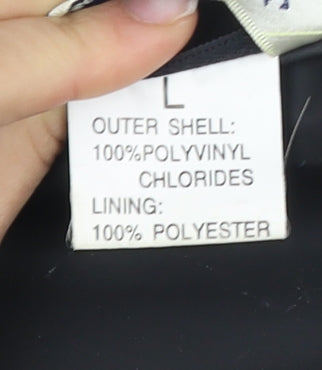 L
OUTER SHELL:
100%POLYVINYL
CHLORIDES
LINING:
100% POLYESTER